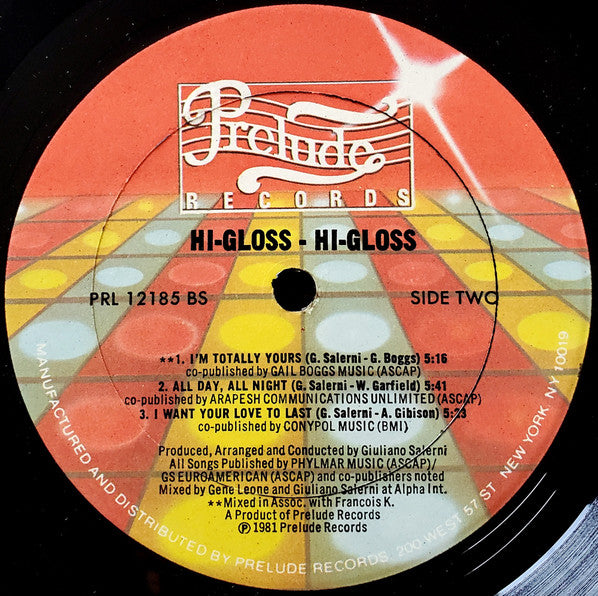 Prelude
RECORDS
HI-GLOSS - HI-GLOSS
PRL 12185 BS
SIDE TWO
**1. I'M TOTALLY YOURS (G. Salerni - G. Boggs) 5:16
co-published by GAIL BOGGS MUSIC (ASCAP)
2. ALL DAY, ALL NIGHT (G. Salerni - W. Garfield) 5:41
co-published by ARAPESH COMMUNICATIONS UNLIMITED (ASCAP)
3. I WANT YOUR LOVE TO LAST (G. Salerni - A. Gibison) 5:23
co-published by CONYPOL MUSIC (BMI)
Produced, Arranged and Conducted by Giuliano Salerni
All Songs Published by PHYLMAR MUSIC (ASCAP)/
GS EUROAMERICAN (ASCAP) and co-publishers noted
Mixed by Gene Leone and Giuliano Salerni at Alpha Int.
**Mixed in Assoc. with Francois K.
A Product of Prelude Records
℗ 1981 Prelude Records
MANUFACTURED AND DISTRIBUTED BY PRELUDE RECORDS 200 WEST 57 ST NEW YORK NY 10019